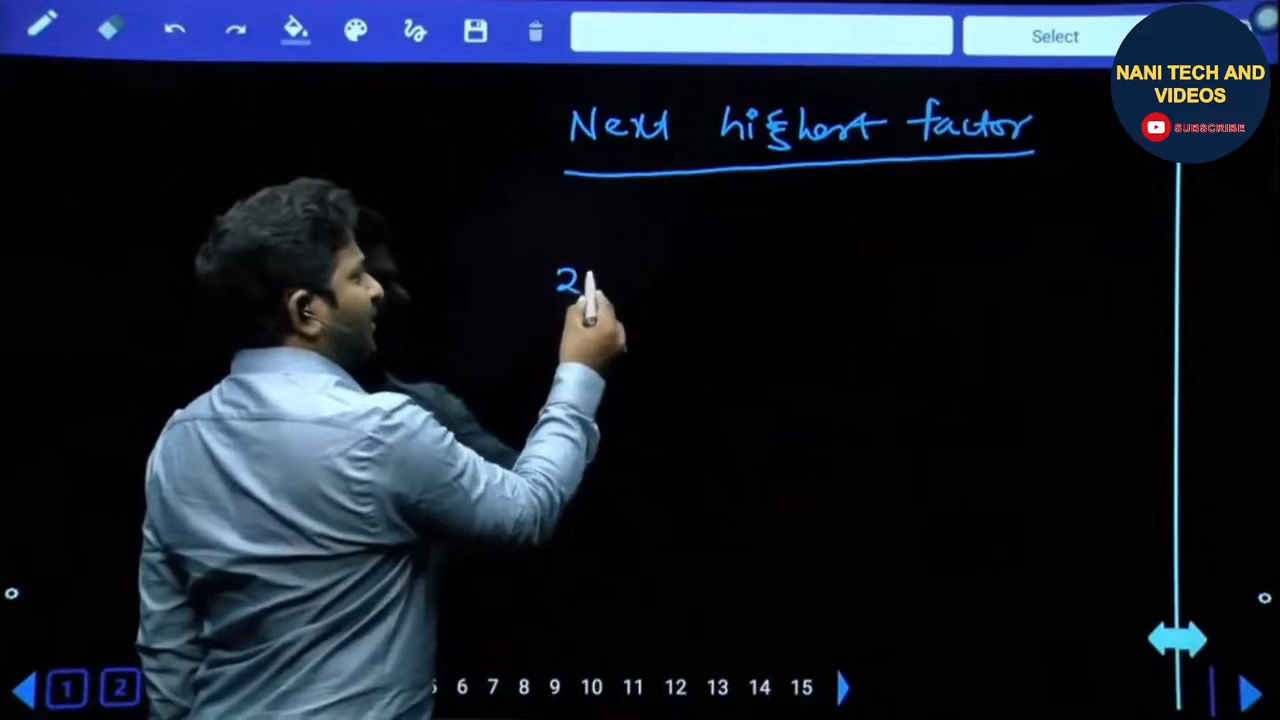 Select
NANI TECH AND
VIDEOS
SUBSCRIBE
Next highest factor
2
1 2 6 7 8 9 10 11 12 13 14 15